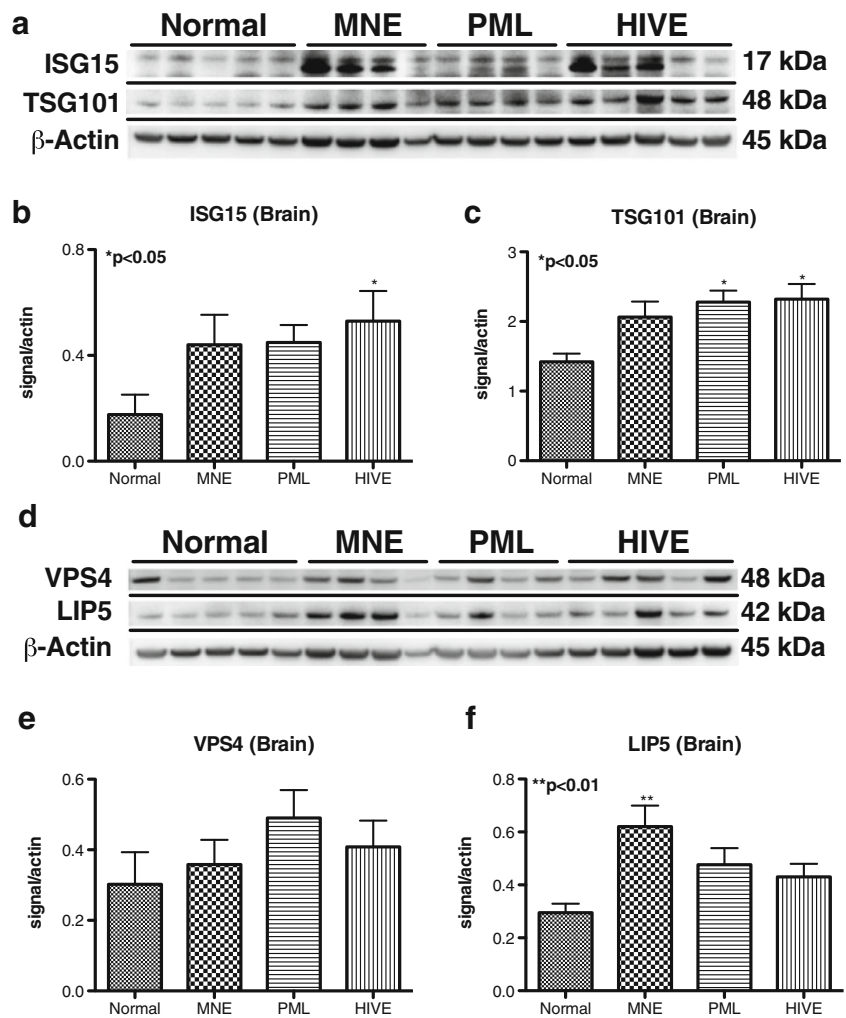 a
Normal MNE PML HIVE
ISG15 17 kDa
TSG101 48 kDa
β-Actin 45 kDa
b
ISG15 (Brain)
*p<0.05
signal/actin
0.8
0.4
0.0
*
Normal MNE PML HIVE
c
TSG101 (Brain)
*p<0.05
signal/actin
3
2
1
0
* *
Normal MNE PML HIVE
d
Normal MNE PML HIVE
VPS4 48 kDa
LIP5 42 kDa
β-Actin 45 kDa
e
VPS4 (Brain)
signal/actin
0.6
0.4
0.2
0.0
Normal MNE PML HIVE
f
LIP5 (Brain)
**p<0.01
signal/actin
0.8
0.6
0.4
0.2
0.0
**
Normal MNE PML HIVE